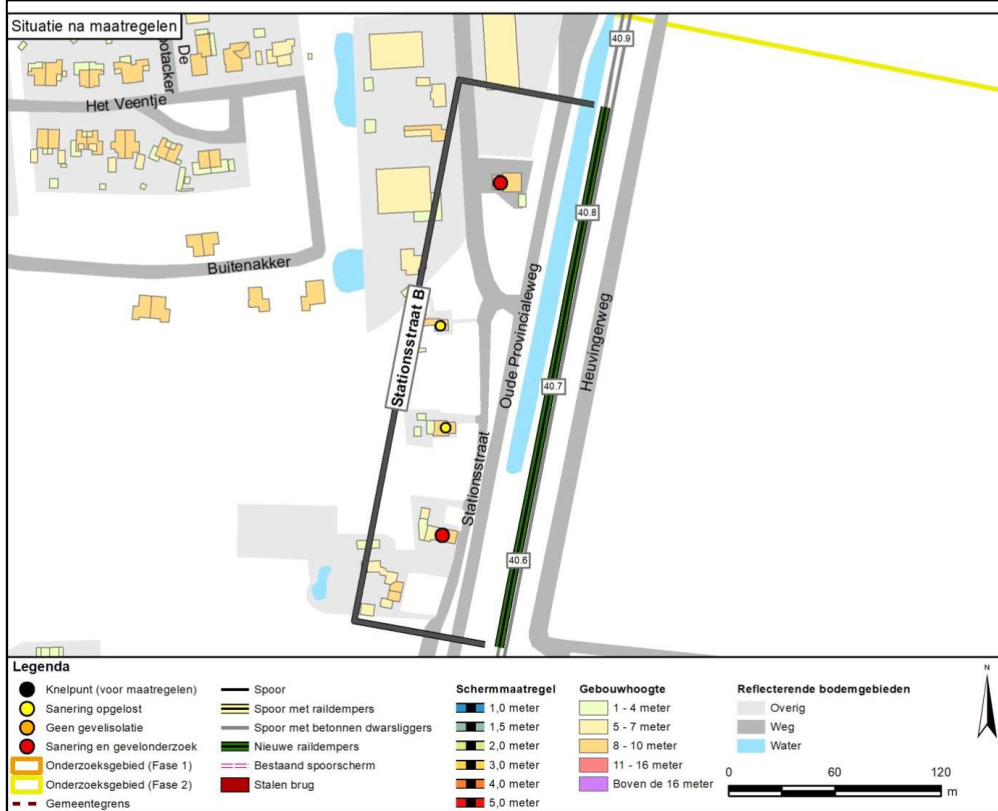 Situatie na maatregelen
De
Het Veentje
Buitenakker
Stationsstraat B
Stationsstraat
Oude Provincialeweg
Heuvingerweg
40.9
40.8
40.7
40.6
Legenda
Knelpunt (voor maatregelen)
Sanering opgelost
Geen gevelisolatie
Sanering en gevelonderzoek
Onderzoeksgebied (Fase 1)
Onderzoeksgebied (Fase 2)
Gemeentegrens
Spoor
Spoor met raildempers
Spoor met betonnen dwarsliggers
Nieuwe raildempers
Bestaand spoorscherm
Stalen brug
Schermmaatregel
1,0 meter
1,5 meter
2,0 meter
3,0 meter
4,0 meter
5,0 meter
Gebouwhoogte
1 - 4 meter
5 - 7 meter
8 - 10 meter
11 - 16 meter
Boven de 16 meter
Reflecterende bodemgebieden
Overig
Weg
Water
N
0 60 120
m